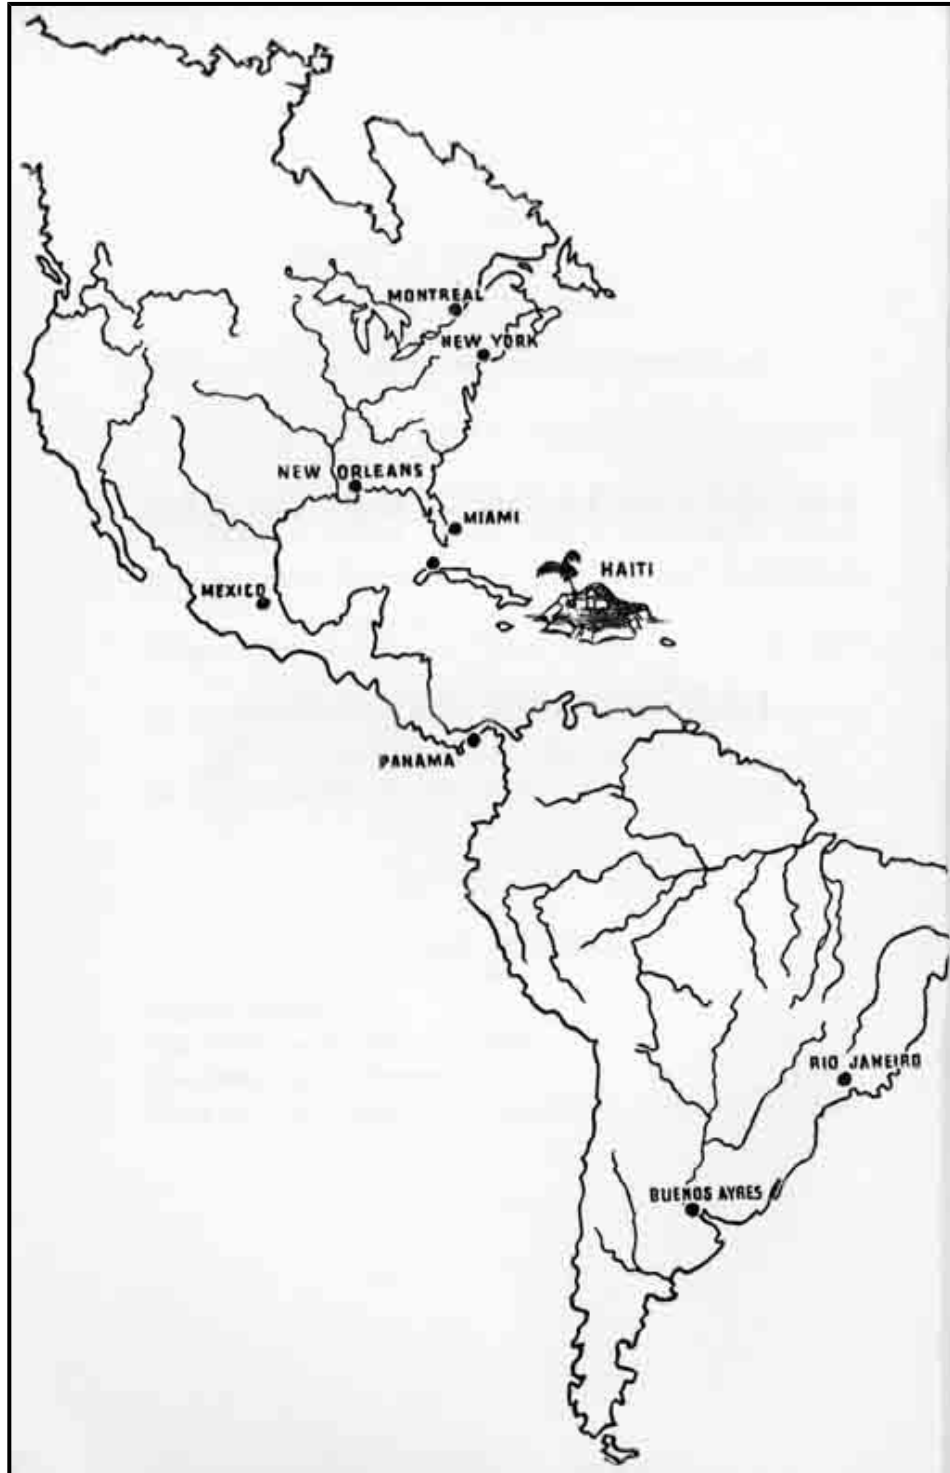 MONTREAL
NEW YORK
NEW ORLEANS
MIAMI
HAITI
MEXICO
PANAMA
RIO JANEIRO
BUENOS AYRES